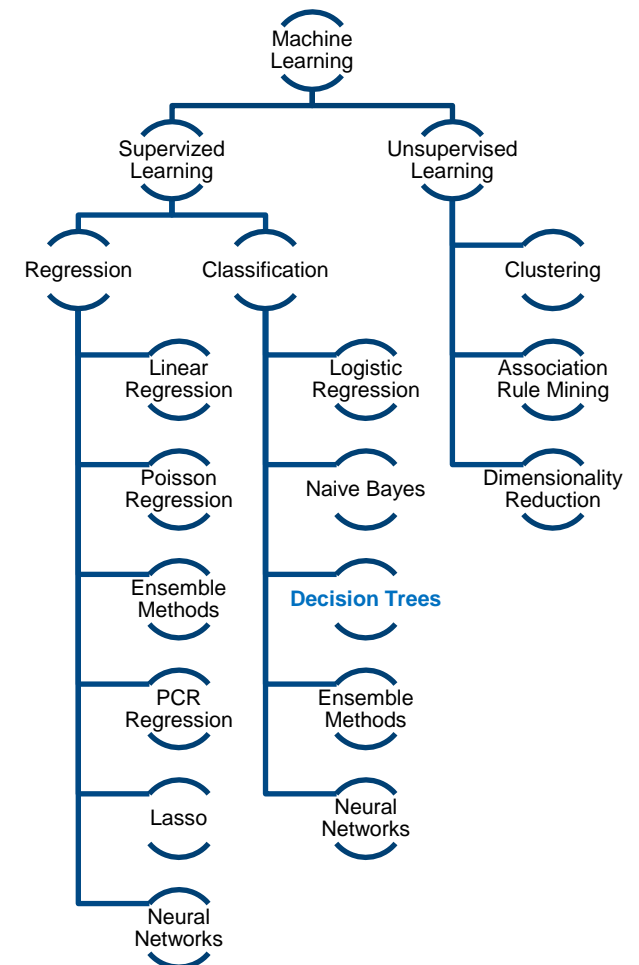 Machine
Learning
Supervized
Learning
Unsupervised
Learning
Regression
Classification
Clustering
Linear
Regression
Logistic
Regression
Association
Rule Mining
Poisson
Regression
Naive Bayes
Dimensionality
Reduction
Ensemble
Methods
Decision Trees
PCR
Regression
Ensemble
Methods
Lasso
Neural
Networks
Neural
Networks